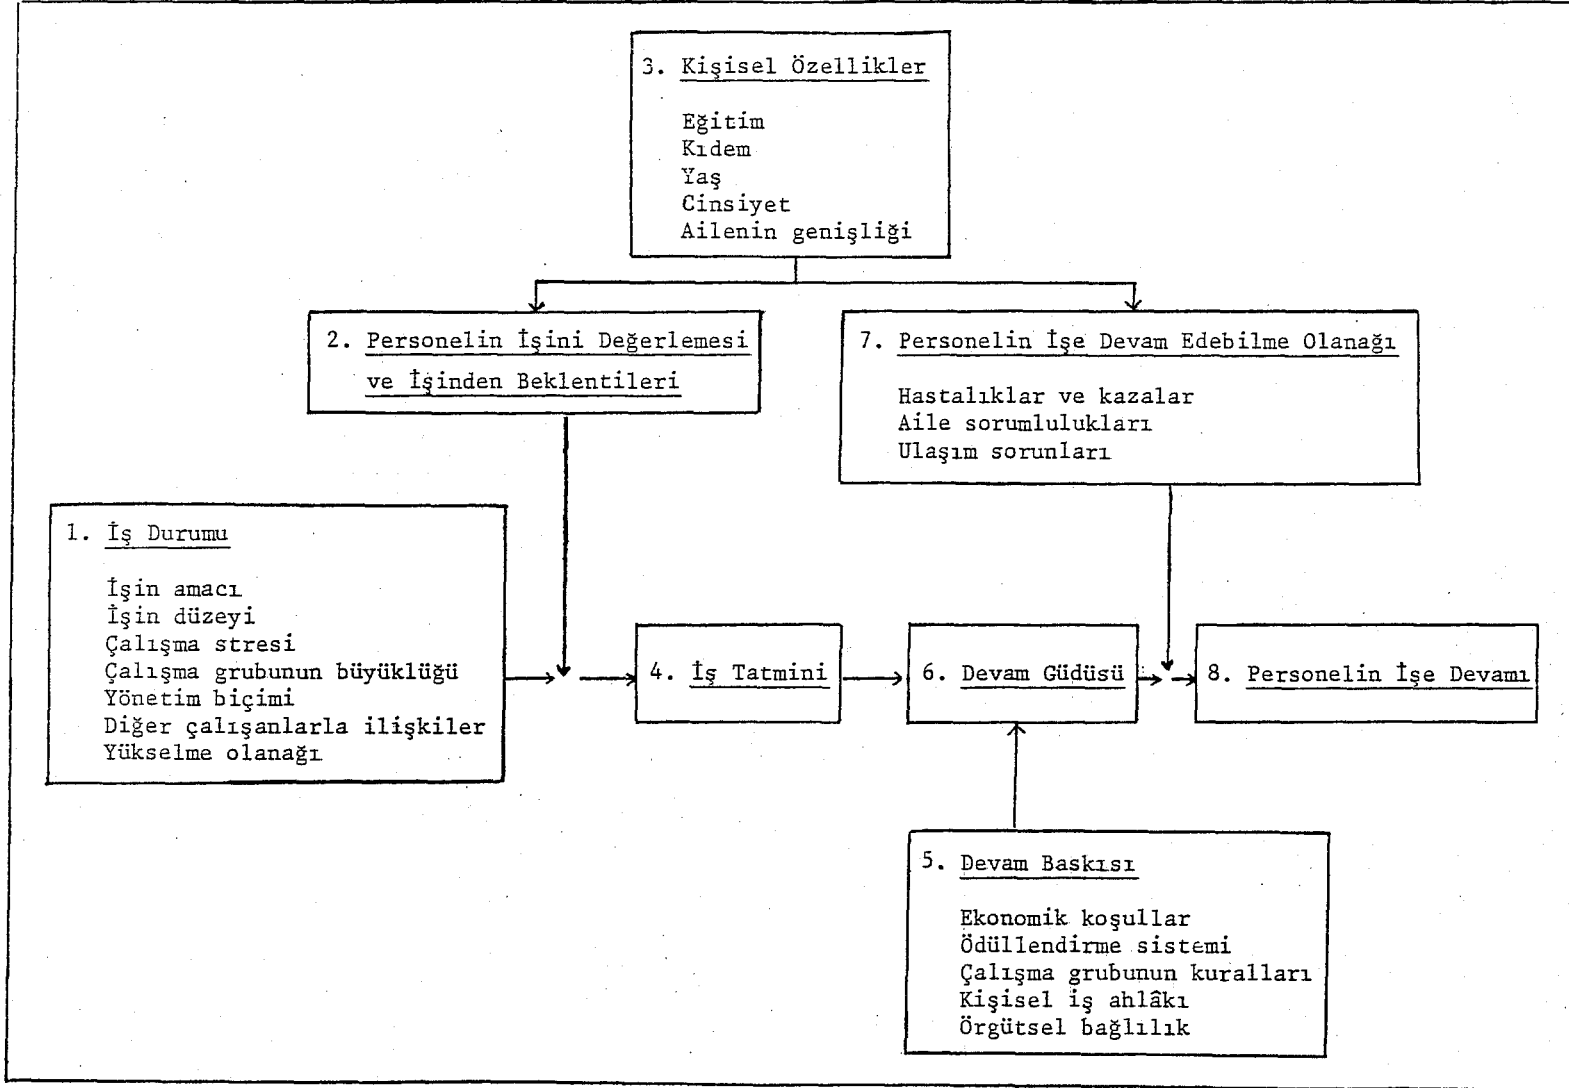 3. Kişisel Özellikler
Eğitim
Kıdem
Yaş
Cinsiyet
Ailenin genişliği
2. Personelin İşini Değerlemesi
ve İşinden Beklentileri
7. Personelin İşe Devam Edebilme Olanağı
Hastalıklar ve kazalar
Aile sorumlulukları
Ulaşım sorunları
1. İş Durumu
İşin amacı
İşin düzeyi
Çalışma stresi
Çalışma grubunun büyüklüğü
Yönetim biçimi
Diğer çalışanlarla ilişkiler
Yükselme olanağı
4. İş Tatmini
6. Devam Güdüsü
8. Personelin İşe Devamı
5. Devam Baskısı
Ekonomik koşullar
Ödüllendirme sistemi
Çalışma grubunun kuralları
Kişisel iş ahlâkı
Örgütsel bağlılık